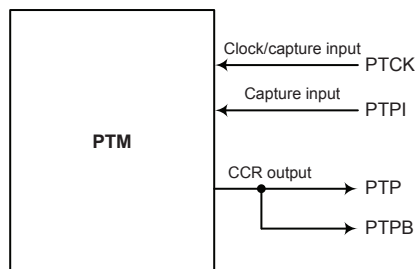 Clock/capture input
PTCK
Capture input
PTPI
PTM
CCR output
PTP
PTPB